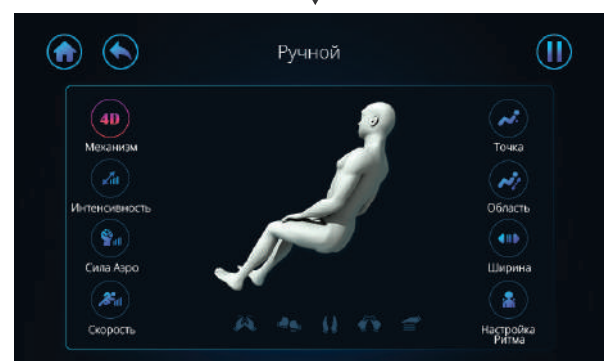 Ручной
4D
Механизм
Точка
Интенсивность
Область
Сила Аэро
Ширина
Скорость
Настройка
Ритма